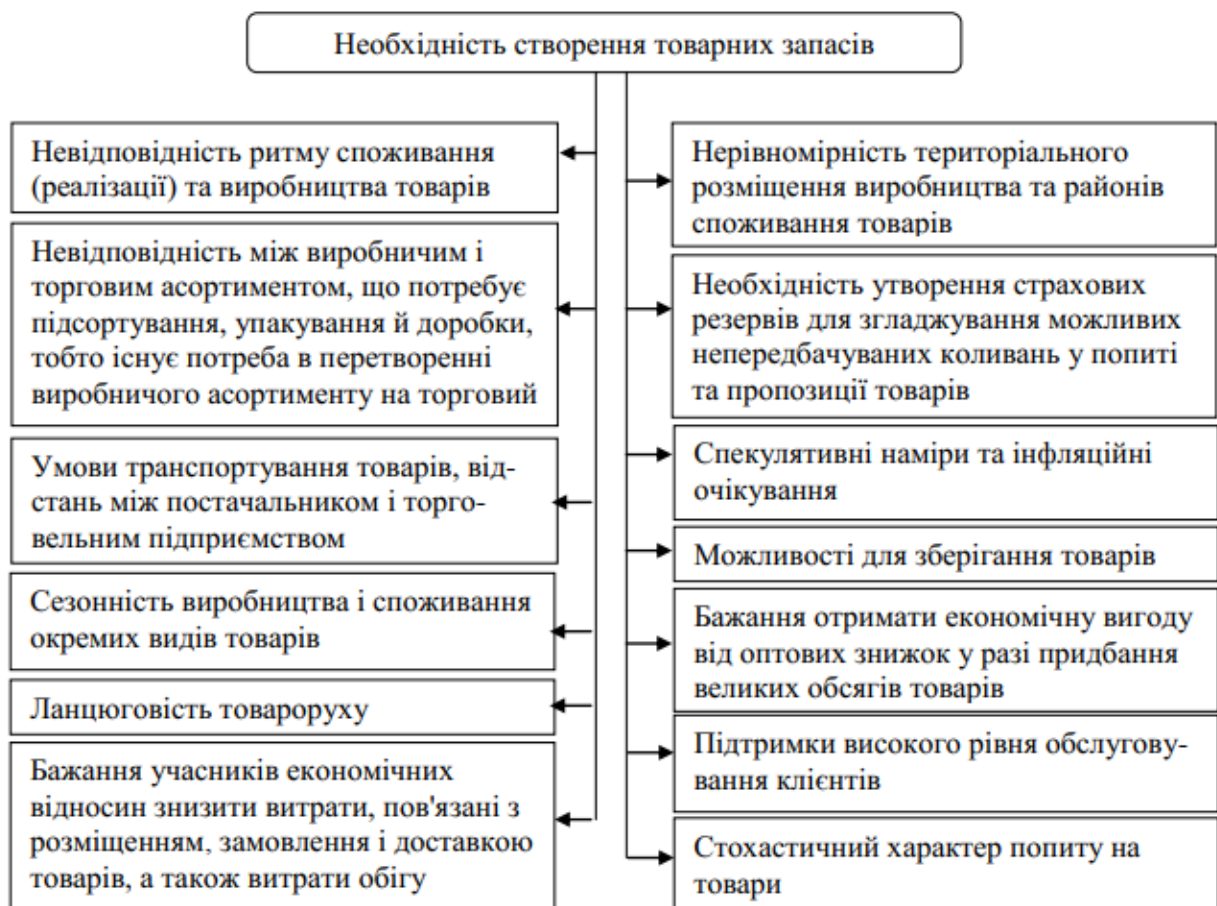 Необхідність створення товарних запасів
Невідповідність ритму споживання
(реалізації) та виробництва товарів
Невідповідність між виробничим і
торговим асортиментом, що потребує
підсортування, упакування й доробки,
тобто існує потреба в перетворенні
виробничого асортименту на торговий
Умови транспортування товарів, від-
стань між постачальником і торго-
вельним підприємством
Сезонність виробництва і споживання
окремих видів товарів
Ланцюговість товароруху
Бажання учасників економічних
відносин знизити витрати, пов'язані з
розміщенням, замовлення і доставкою
товарів, а також витрати обігу
Нерівномірність територіального
розміщення виробництва та районів
споживання товарів
Необхідність утворення страхових
резервів для згладжування можливих
непередбачуваних коливань у попиті
та пропозиції товарів
Спекулятивні наміри та інфляційні
очікування
Можливості для зберігання товарів
Бажання отримати економічну вигоду
від оптових знижок у разі придбання
великих обсягів товарів
Підтримки високого рівня обслугову-
вання клієнтів
Стохастичний характер попиту на
товари